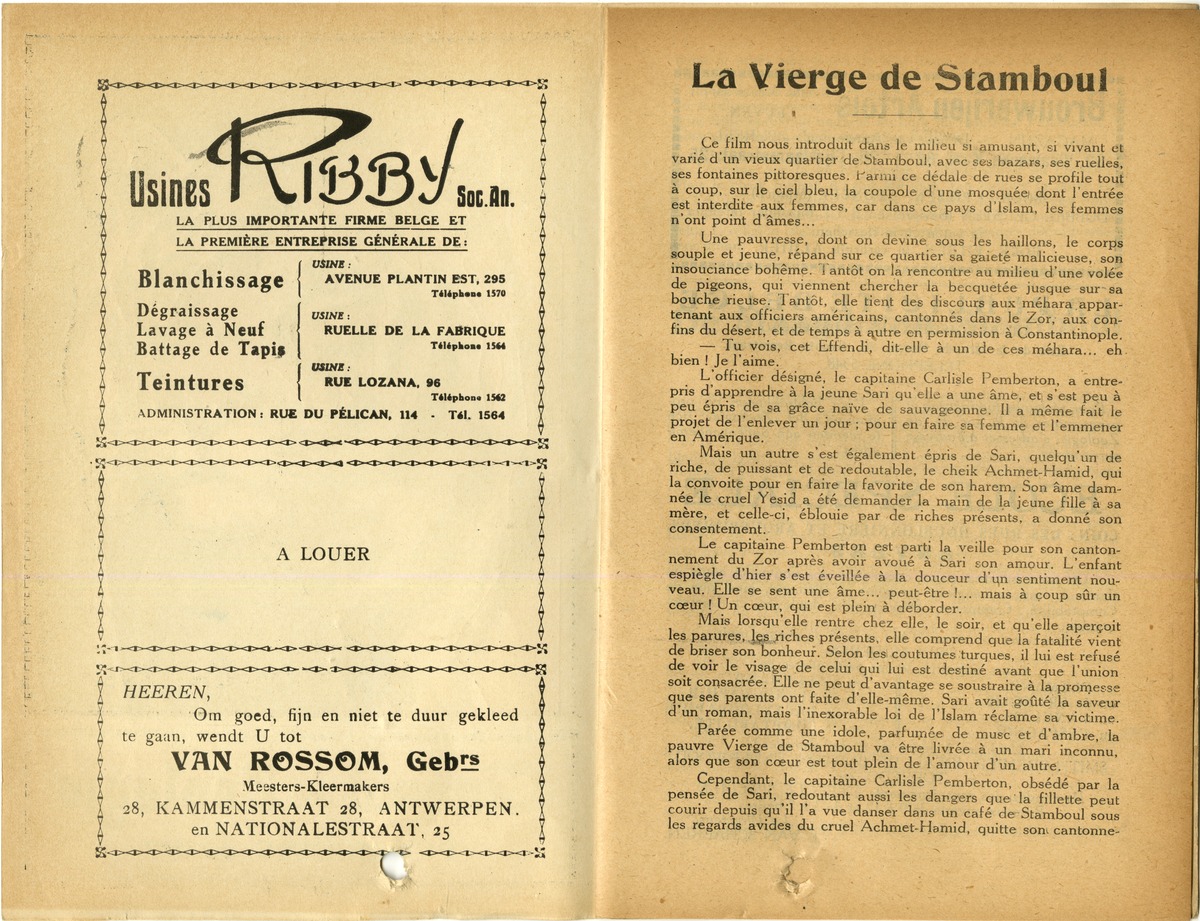 Usines RIBBY Soc. An.
LA PLUS IMPORTANTE FIRME BELGE ET
LA PREMIÈRE ENTREPRISE GÉNÉRALE DE:
Blanchissage
USINE:
AVENUE PLANTIN EST, 295
Téléphone 1570
Dégraissage
Lavage à Neuf
Battage de Tapis
USINE:
RUELLE DE LA FABRIQUE
Téléphone 1564
Teintures
USINE:
RUE LOZANA, 96
Téléphone 1562
ADMINISTRATION: RUE DU PÉLICAN, 114 - Tél. 1564
A LOUER
HEEREN,
Om goed, fijn en niet te duur gekleed
te gaan, wendt U tot
VAN ROSSOM, Gebrs
Meesters-Kleermakers
28, KAMMENSTRAAT 28, ANTWERPEN.
en NATIONALESTRAAT, 25
La Vierge de Stamboul
Ce film nous introduit dans le milieu si amusant, si vivant et
varié d'un vieux quartier de Stamboul, avec ses bazars, ses ruelles,
ses fontaines pittoresques. Parmi ce dédale de rues se profile tout
à coup, sur le ciel bleu, la coupole d'une mosquée dont l'entrée
est interdite aux femmes, car dans ce pays d'Islam, les femmes
n'ont point d'âmes...
Une pauvresse, dont on devine sous les haillons, le corps
souple et jeune, répand sur ce quartier sa gaieté malicieuse, son
insouciance bohême. Tantôt on la rencontre au milieu d'une volée
de pigeons, qui viennent chercher la becquetée jusque sur sa
bouche rieuse. Tantôt, elle tient des discours aux méhara appar-
tenant aux officiers américains, cantonnés dans le Zor, aux con-
fins du désert, et de temps à autre en permission à Constantinople.
— Tu vois, cet Effendi, dit-elle à un de ces méhara... eh
bien ! Je l'aime.
L'officier désigné, le capitaine Carlisle Pemberton, a entre-
pris d'apprendre à la jeune Sari qu'elle a une âme, et s'est peu à
peu épris de sa grâce naïve de sauvageonne. Il a même fait le
projet de l'enlever un jour ; pour en faire sa femme et l'emmener
en Amérique.
Mais un autre s'est également épris de Sari, quelqu'un de
riche, de puissant et de redoutable, le cheik Achmet-Hamid, qui
la convoite pour en faire la favorite de son harem. Son âme dam-
née le cruel Yesid a été demander la main de la jeune fille à sa
mère, et celle-ci, éblouie par de riches présents, a donné son
consentement.
Le capitaine Pemberton est parti la veille pour son canton-
nement du Zor après avoir avoué à Sari son amour. L'enfant
espiègle d'hier s'est éveillée à la douceur d'un sentiment nou-
veau. Elle se sent une âme... peut-être !... mais à coup sûr un
cœur ! Un cœur, qui est plein à déborder.
Mais lorsqu'elle rentre chez elle, le soir, et qu'elle aperçoit
les parures, les riches présents, elle comprend que la fatalité vient
de briser son bonheur. Selon les coutumes turques, il lui est refusé
de voir le visage de celui qui lui est destiné avant que l'union
soit consacrée. Elle ne peut d'avantage se soustraire à la promesse
que ses parents ont faite d'elle-même. Sari avait goûté la saveur
d'un roman, mais l'inexorable loi de l'Islam réclame sa victime.
Parée comme une idole, parfumée de musc et d'ambre, la
pauvre Vierge de Stamboul va être livrée à un mari inconnu,
alors que son cœur est tout plein de l'amour d'un autre.
Cependant, le capitaine Carlisle Pemberton, obsédé par la
pensée de Sari, redoutant aussi les dangers que la fillette peut
courir depuis qu'il l'a vue danser dans un café de Stamboul sous
les regards avides du cruel Achmet-Hamid, quitte son cantonne-